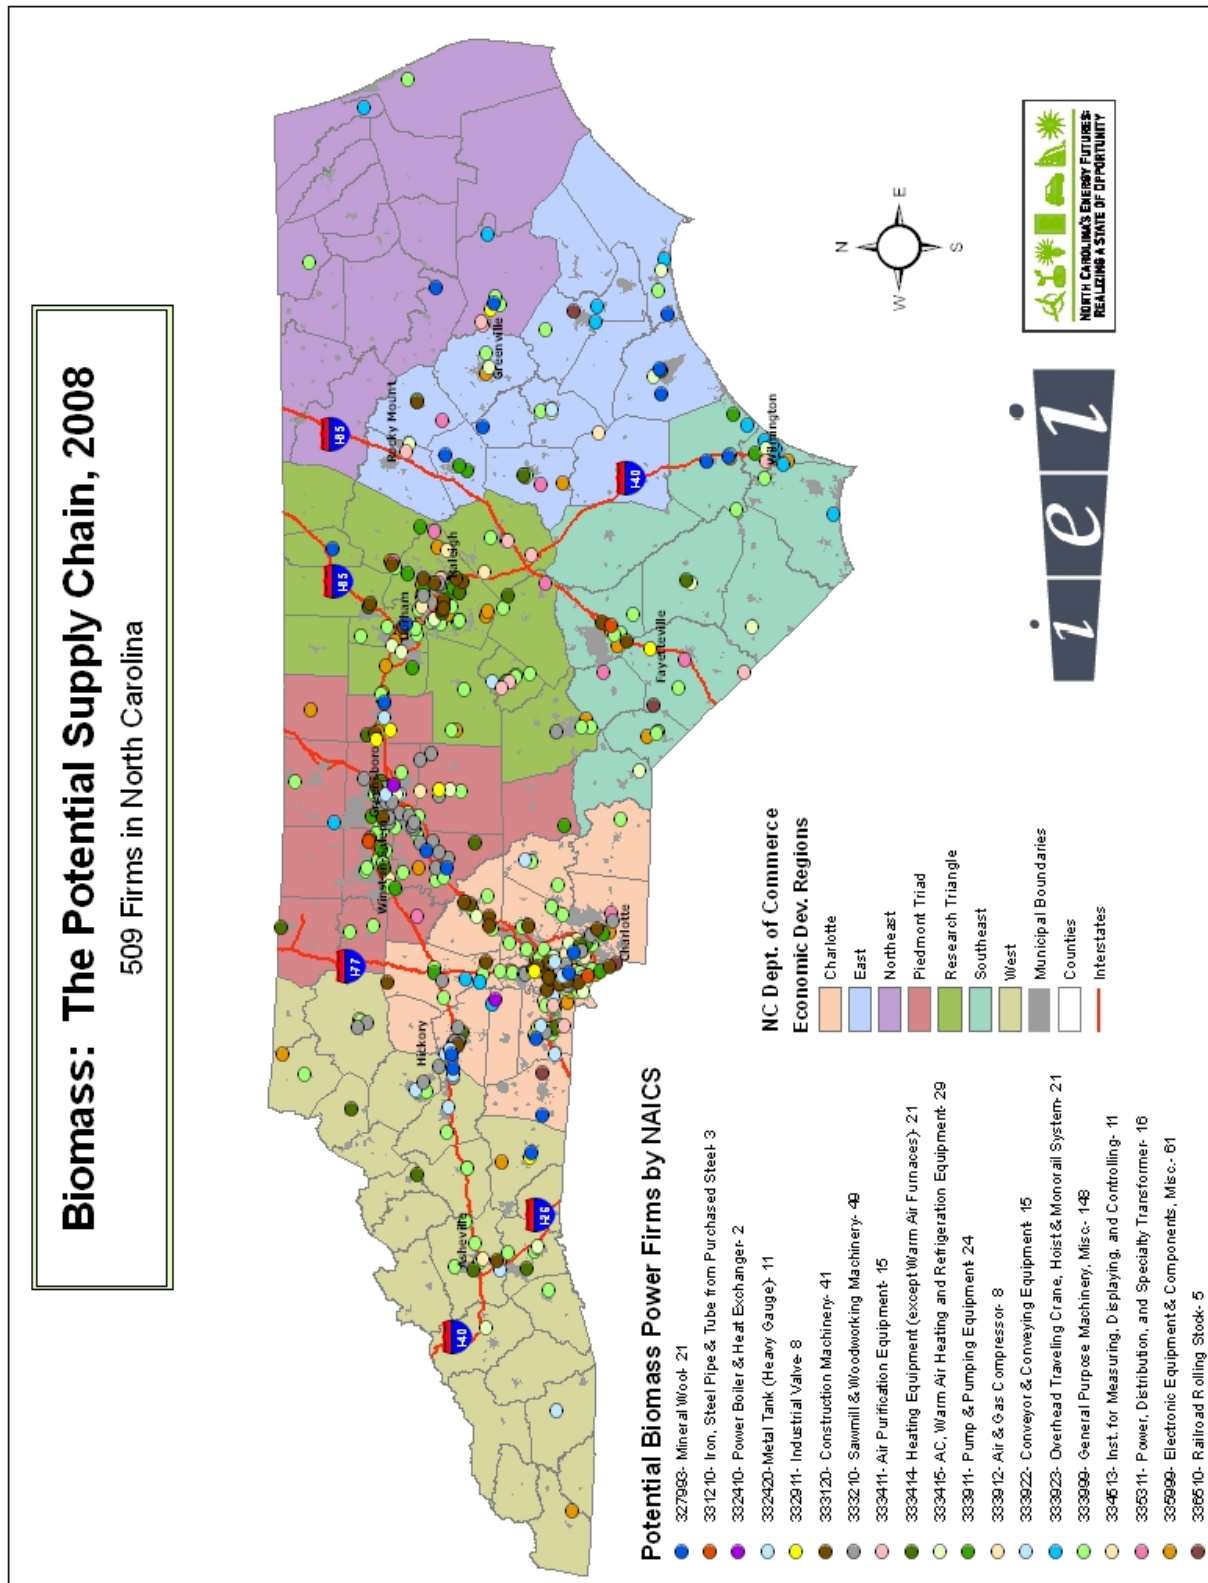 Biomass: The Potential Supply Chain, 2008
509 Firms in North Carolina
I-77
I-85
I-85
I-40
I-40
I-26
Asheville
Hickory
Charlotte
Winston-Salem
Greensboro
Durham
Raleigh
Rocky Mount
Greenville
Fayetteville
Wilmington
N
W
E
S
Potential Biomass Power Firms by NAICS
327993- Mineral Wool- 21
331210- Iron, Steel Pipe & Tube from Purchased Steel- 3
332410- Power Boiler & Heat Exchanger- 2
332420-Metal Tank (Heavy Gauge)- 11
332911- Industrial Valve- 8
333120- Construction Machinery- 41
333210- Sawmill & Woodworking Machinery- 49
333411- Air Purification Equipment- 15
333414- Heating Equipment (except Warm Air Furnaces)- 21
333415- AC, Warm Air Heating and Refrigeration Equipment- 29
333911- Pump & Pumping Equipment- 24
333912- Air & Gas Compressor- 8
333922- Conveyor & Conveying Equipment- 15
333923- Overhead Traveling Crane, Hoist & Monorail System- 21
333999- General Purpose Machinery, Misc.- 148
334513- Inst. for Measuring, Displaying, and Controlling- 11
335311- Power, Distribution, and Specialty Transformer- 16
335999- Electronic Equipment & Components, Misc.- 61
336510- Railroad Rolling Stock- 5
NC Dept. of Commerce
Economic Dev. Regions
Charlotte
East
Northeast
Piedmont Triad
Research Triangle
Southeast
West
Municipal Boundaries
Counties
Interstates
iei
NORTH CAROLINA'S ENERGY FUTURES:
REALIZING A STATE OF OPPORTUNITY